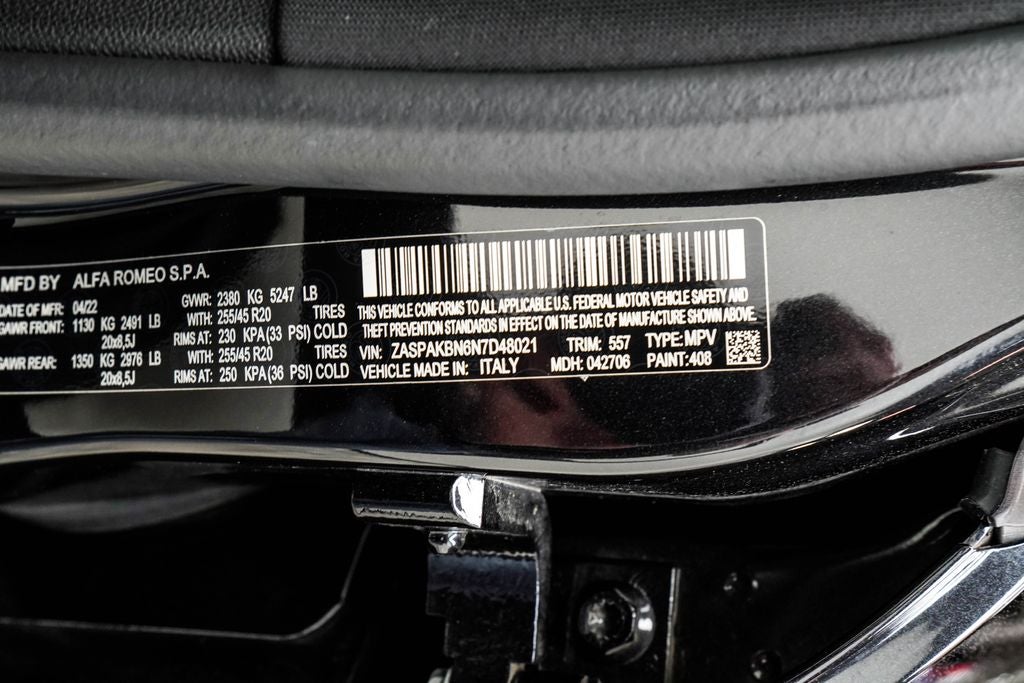 MFD BY ALFA ROMEO S.P.A.
DATE OF MFR: 04/22 GVWR: 2380 KG 5247 LB
GAWR FRONT: 1130 KG 2491 LB WITH: 255/45 R20 TIRES
20x8,5J RIMS AT: 230 KPA (33 PSI) COLD
GAWR REAR: 1350 KG 2976 LB WITH: 255/45 R20 TIRES
20x8,5J RIMS AT: 250 KPA (36 PSI) COLD
THIS VEHICLE CONFORMS TO ALL APPLICABLE U.S. FEDERAL MOTOR VEHICLE SAFETY AND
THEFT PREVENTION STANDARDS IN EFFECT ON THE DATE OF MANUFACTURE SHOWN ABOVE.
VIN: ZASPAKBN6N7D48021 TRIM: 557 TYPE: MPV
VEHICLE MADE IN: ITALY MDH: 042706 PAINT: 408